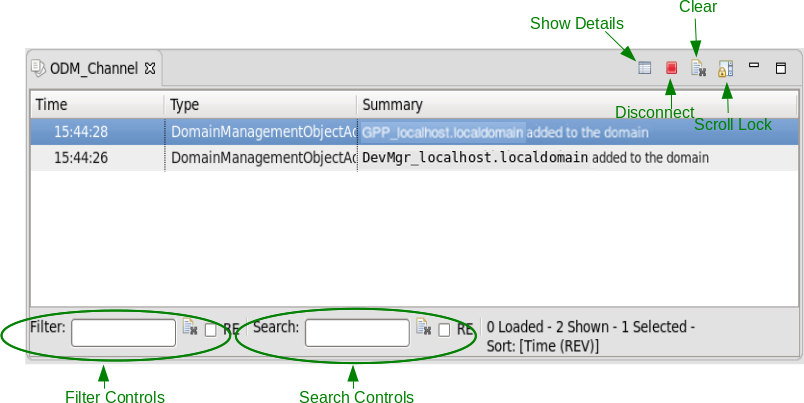 Clear
Show Details
ODM_Channel
Disconnect
Scroll Lock
Time Type Summary
15:44:28 DomainManagementObjectAd GPP_localhost.localdomain added to the domain
15:44:26 DomainManagementObjectAd DevMgr_localhost.localdomain added to the domain
Filter: RE Search: RE 0 Loaded - 2 Shown - 1 Selected -
Sort: [Time (REV)]
Filter Controls Search Controls